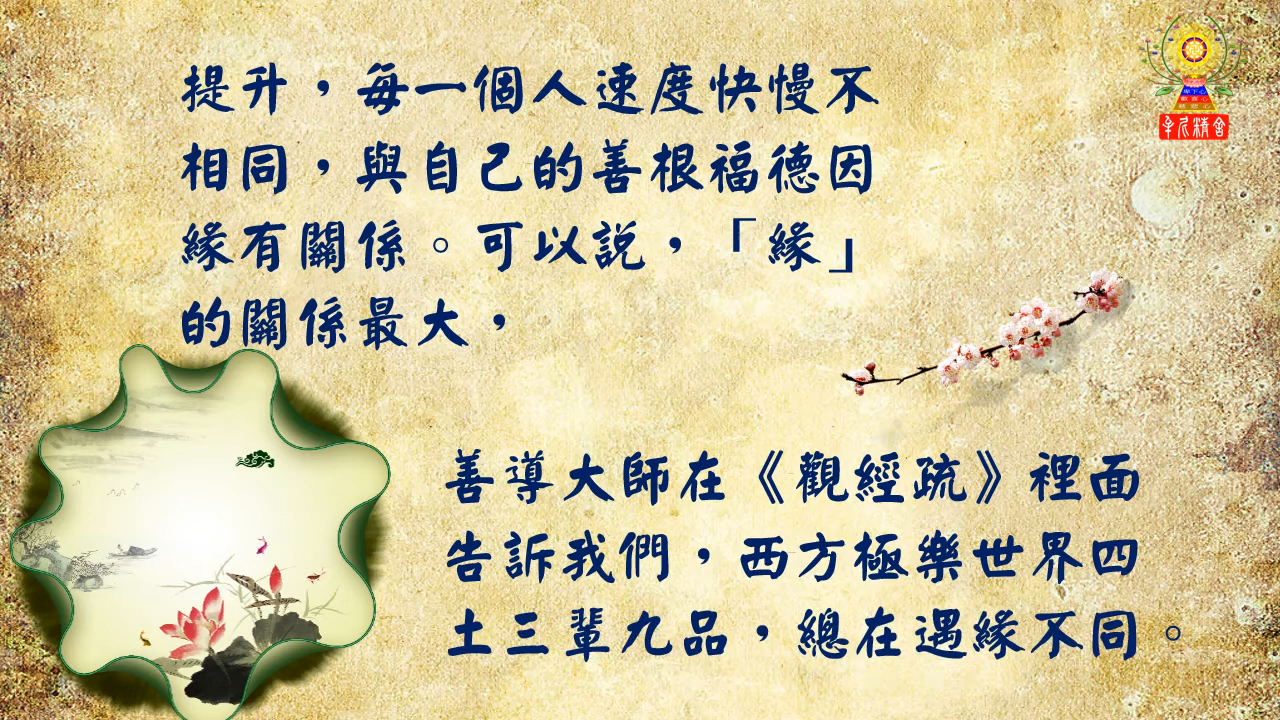 提升，每一個人速度快慢不
相同，與自己的善根福德因
緣有關係。可以說，「緣」
的關係最大，
善導大師在《觀經疏》裡面
告訴我們，西方極樂世界四
土三輩九品，總在遇緣不同。